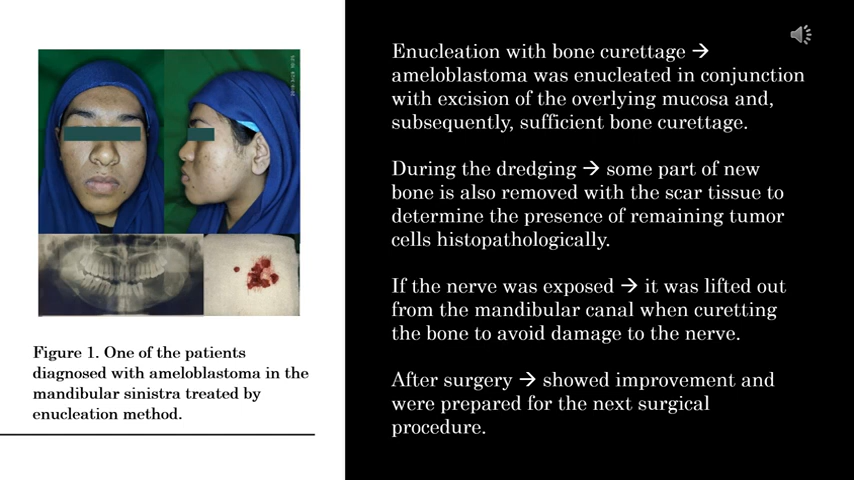 Enucleation with bone curettage →
ameloblastoma was enucleated in conjunction
with excision of the overlying mucosa and,
subsequently, sufficient bone curettage.
During the dredging → some part of new
bone is also removed with the scar tissue to
determine the presence of remaining tumor
cells histopathologically.
If the nerve was exposed → it was lifted out
from the mandibular canal when curetting
the bone to avoid damage to the nerve.
After surgery → showed improvement and
were prepared for the next surgical
procedure.
Figure 1. One of the patients
diagnosed with ameloblastoma in the
mandibular sinistra treated by
enucleation method.